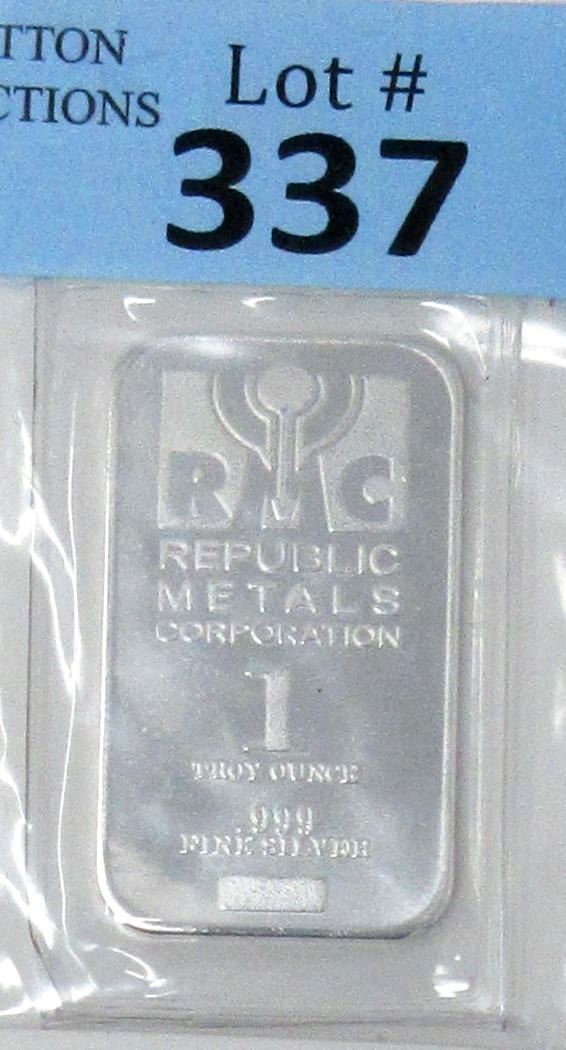 TTON
CTIONS
Lot #
337
RMC
REPUBLIC
METALS
CORPORATION
1
TROY OUNCE
.999
FINE SILVER